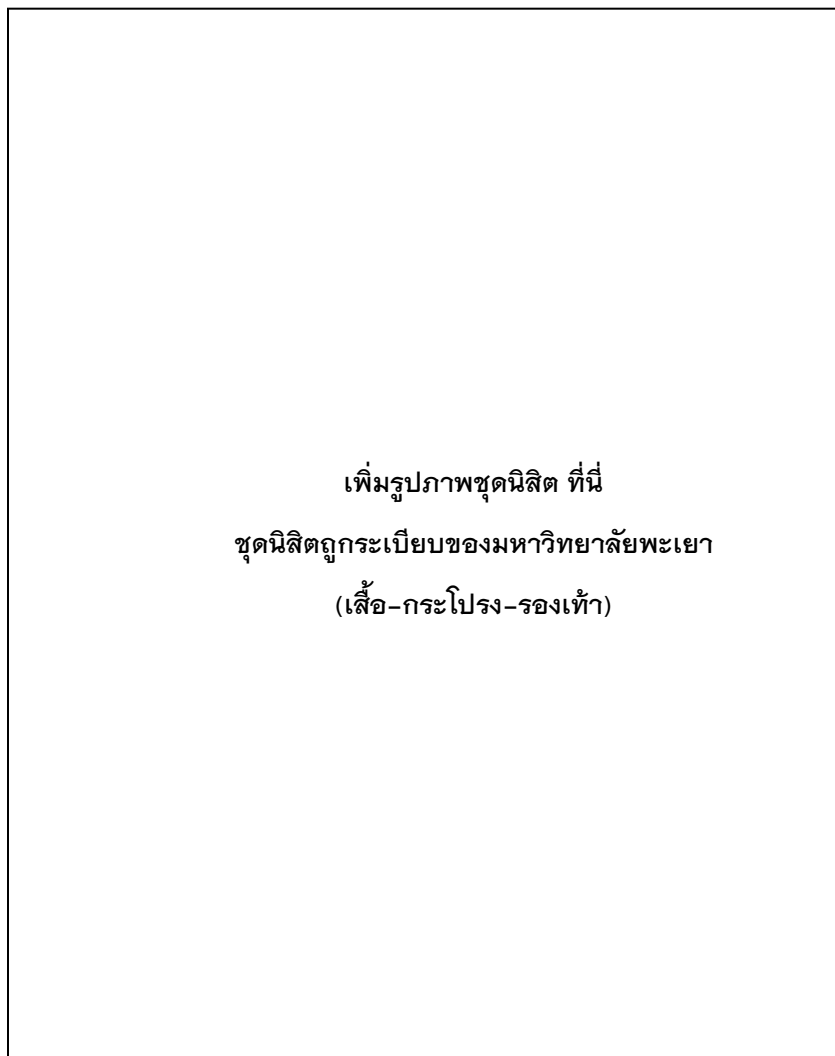 เพิ่มรูปภาพชุดนิสิต ที่นี่
ชุดนิสิตถูกระเบียบของมหาวิทยาลัยพะเยา
(เสื้อ-กระโปรง-รองเท้า)